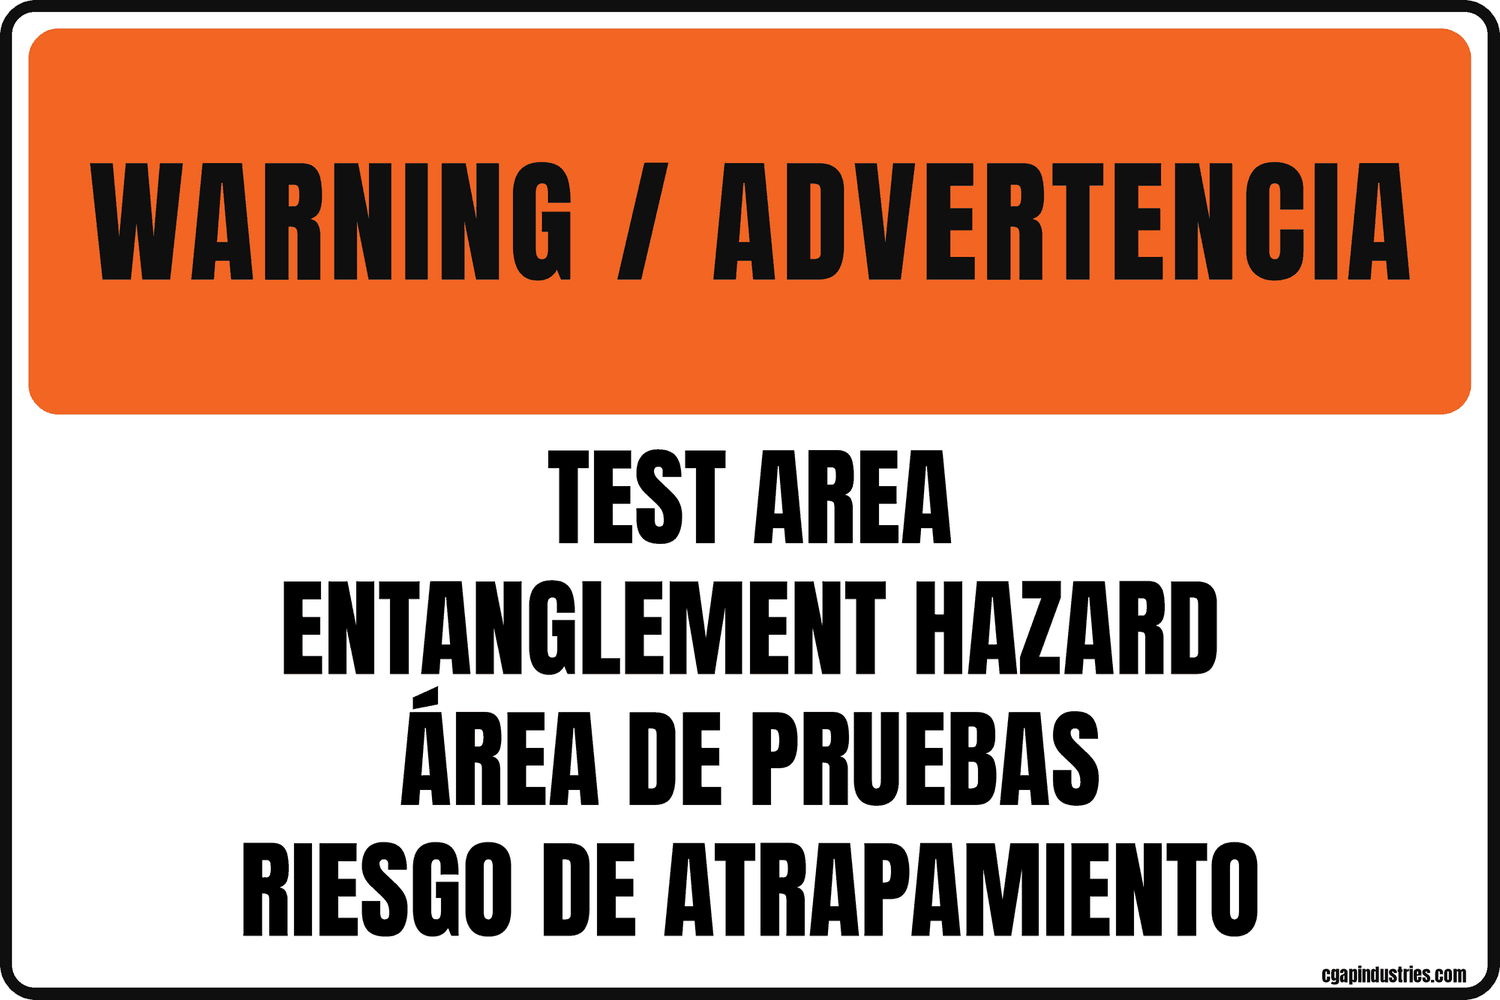 WARNING / ADVERTENCIA
TEST AREA
ENTANGLEMENT HAZARD
ÁREA DE PRUEBAS
RIESGO DE ATRAPAMIENTO
cgapindustries.com